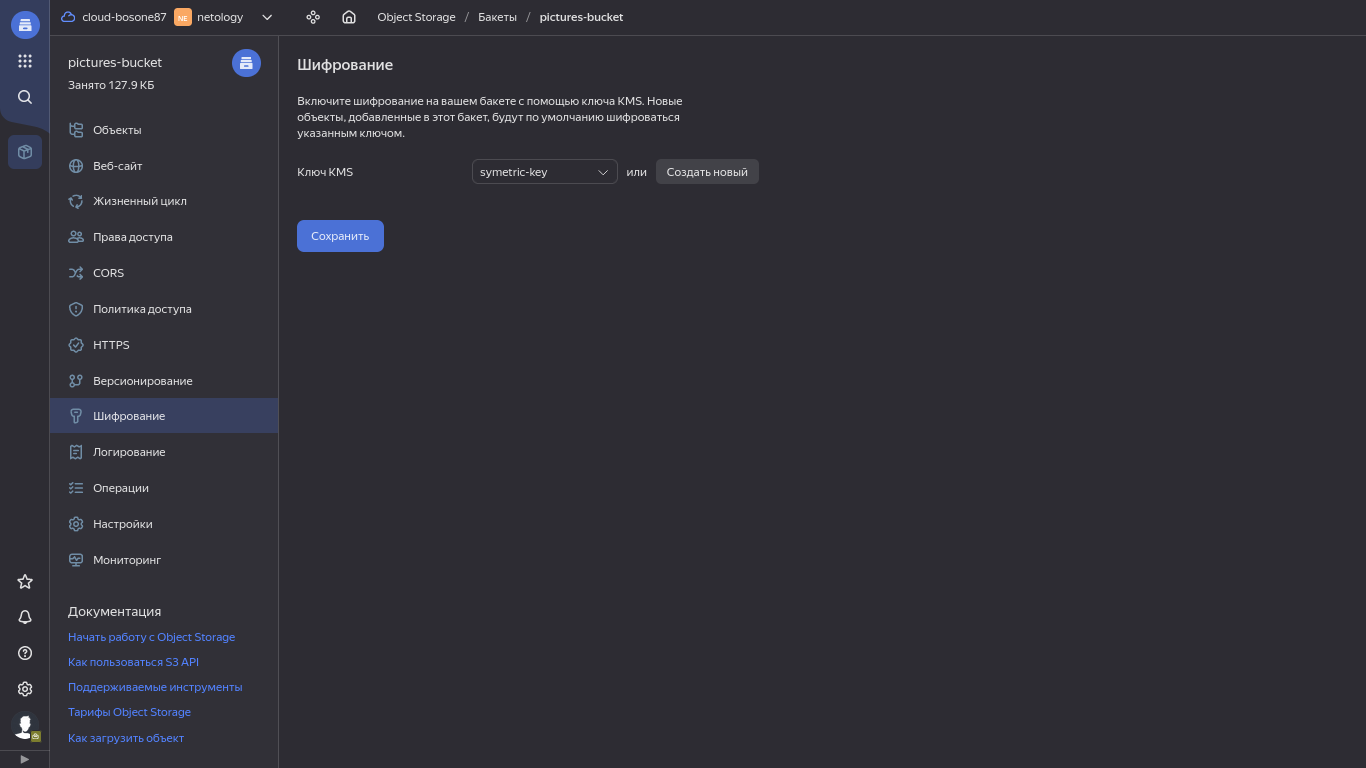 cloud-bosone87 NE netology Object Storage / Бакеты / pictures-bucket
pictures-bucket
Занято 127.9 КБ
Объекты
Веб-сайт
Жизненный цикл
Права доступа
CORS
Политика доступа
HTTPS
Версионирование
Шифрование
Логирование
Операции
Настройки
Мониторинг
Документация
Начать работу с Object Storage
Как пользоваться S3 API
Поддерживаемые инструменты
Тарифы Object Storage
Как загрузить объект
Шифрование
Включите шифрование на вашем бакете с помощью ключа KMS. Новые
объекты, добавленные в этот бакет, будут по умолчанию шифроваться
указанным ключом.
Ключ KMS symetric-key или Создать новый
Сохранить